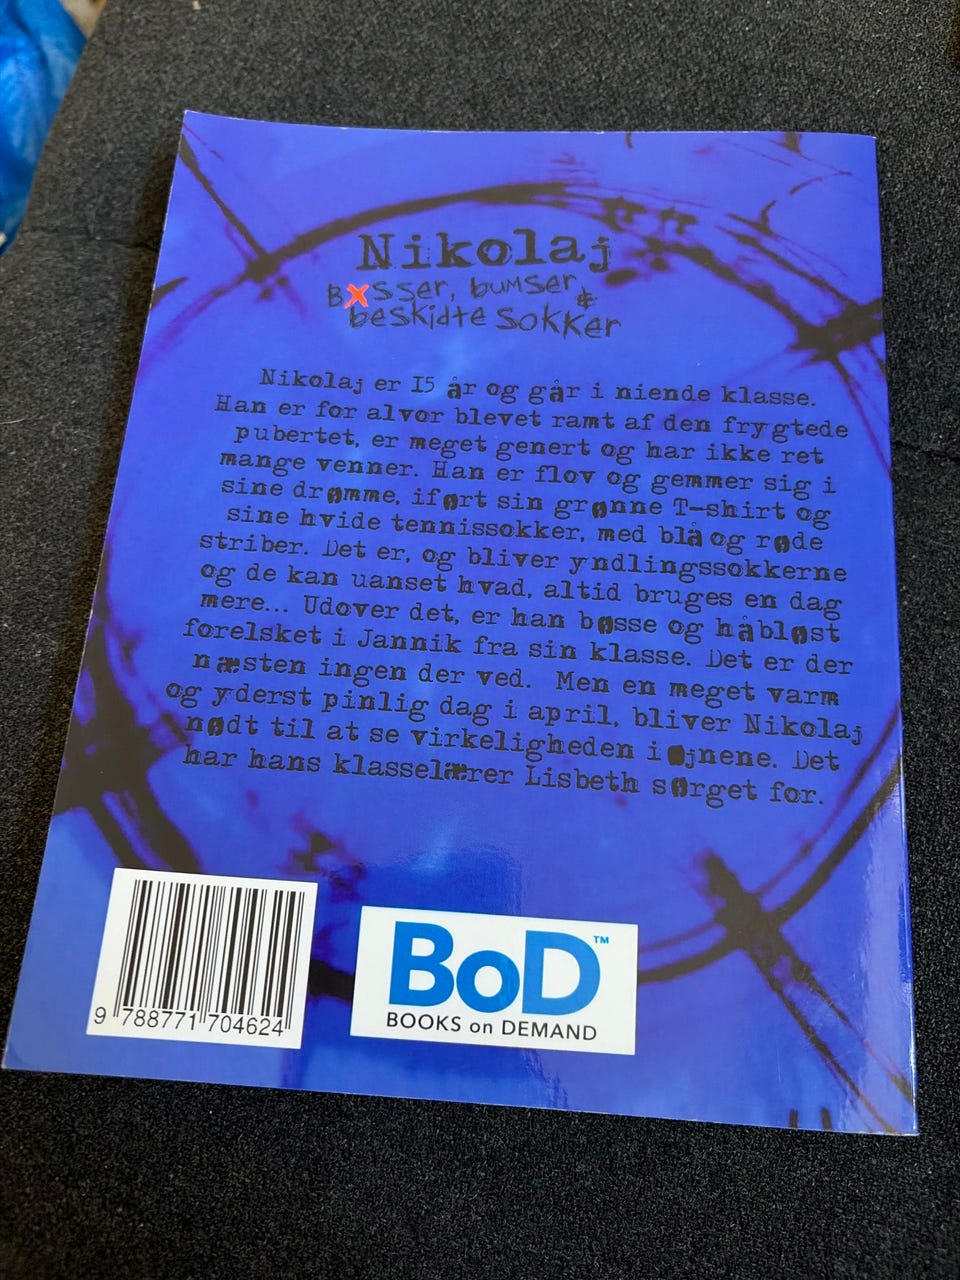 Nikolaj
BXsser, bumser &
beskidte sokker
Nikolaj er 15 år og går i niende klasse.
Han er for alvor blevet ramt af den frygtede
pubertet, er meget genert og har ikke ret
mange venner. Han er flov og gemmer sig i
sine drømme, iført sin grønne T-shirt og
sine hvide tennissokker, med blå og røde
striber. Det er, og bliver yndlingssokkerne
og de kan uanset hvad, altid bruges en dag
mere... Udover det, er han bøsse og håbløst
forelsket i Jannik fra sin klasse. Det er der
næsten ingen der ved. Men en meget varm
og yderst pinlig dag i april, bliver Nikolaj
nødt til at se virkeligheden i øjnene. Det
har hans klasselærer Lisbeth sørget for.
9 788771 704624
BoD™
BOOKS on DEMAND